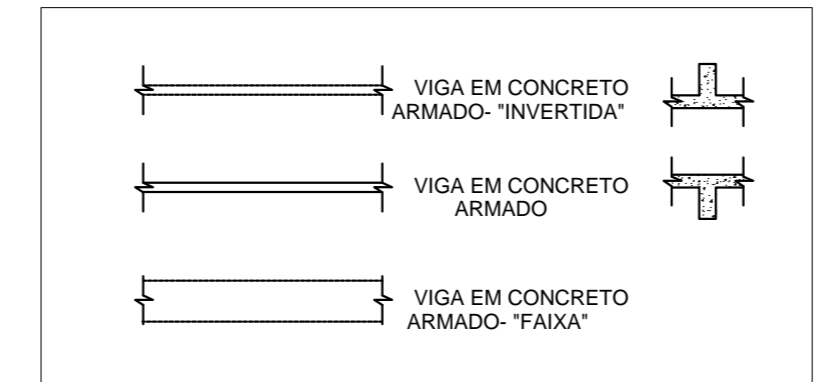 VIGA EM CONCRETO
ARMADO- "INVERTIDA"
VIGA EM CONCRETO
ARMADO
VIGA EM CONCRETO
ARMADO- "FAIXA"